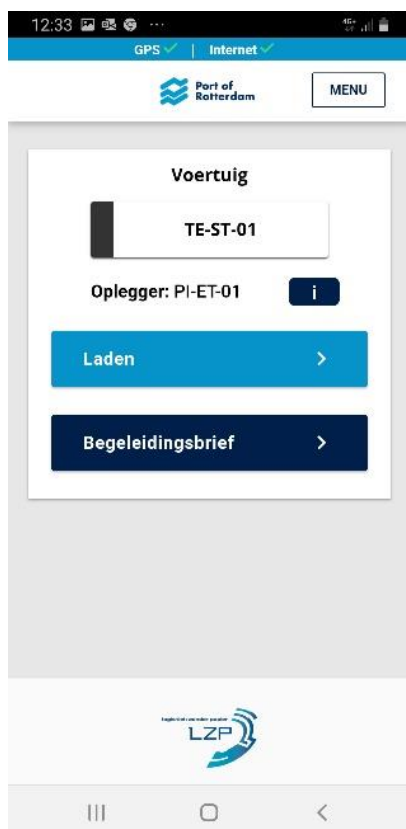 12:33
GPS | Internet
Port of
Rotterdam
MENU
Voertuig
TE-ST-01
Oplegger: PI-ET-01 i
Laden
Begeleidingsbrief
LZP